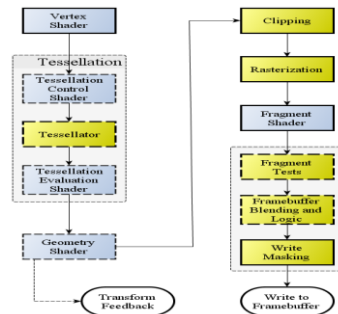 Vertex
Shader
Tessellation
Tessellation
Control
Shader
Tessellator
Tessellation
Evaluation
Shader
Geometry
Shader
Transform
Feedback
Clipping
Rasterization
Fragment
Shader
Fragment
Tests
Framebuffer
Blending and
Logic
Write
Masking
Write to
Framebuffer